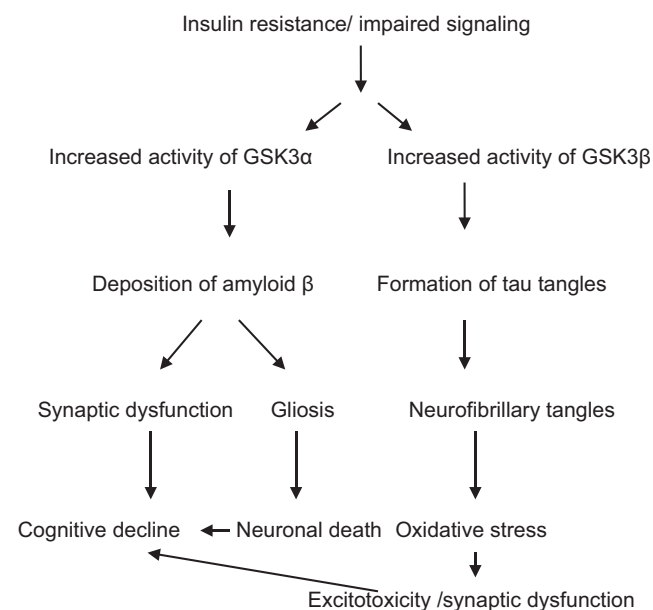 Insulin resistance/ impaired signaling
Increased activity of GSK3α
Increased activity of GSK3β
Deposition of amyloid β
Formation of tau tangles
Synaptic dysfunction
Gliosis
Neurofibrillary tangles
Cognitive decline
Neuronal death
Oxidative stress
Excitotoxicity /synaptic dysfunction